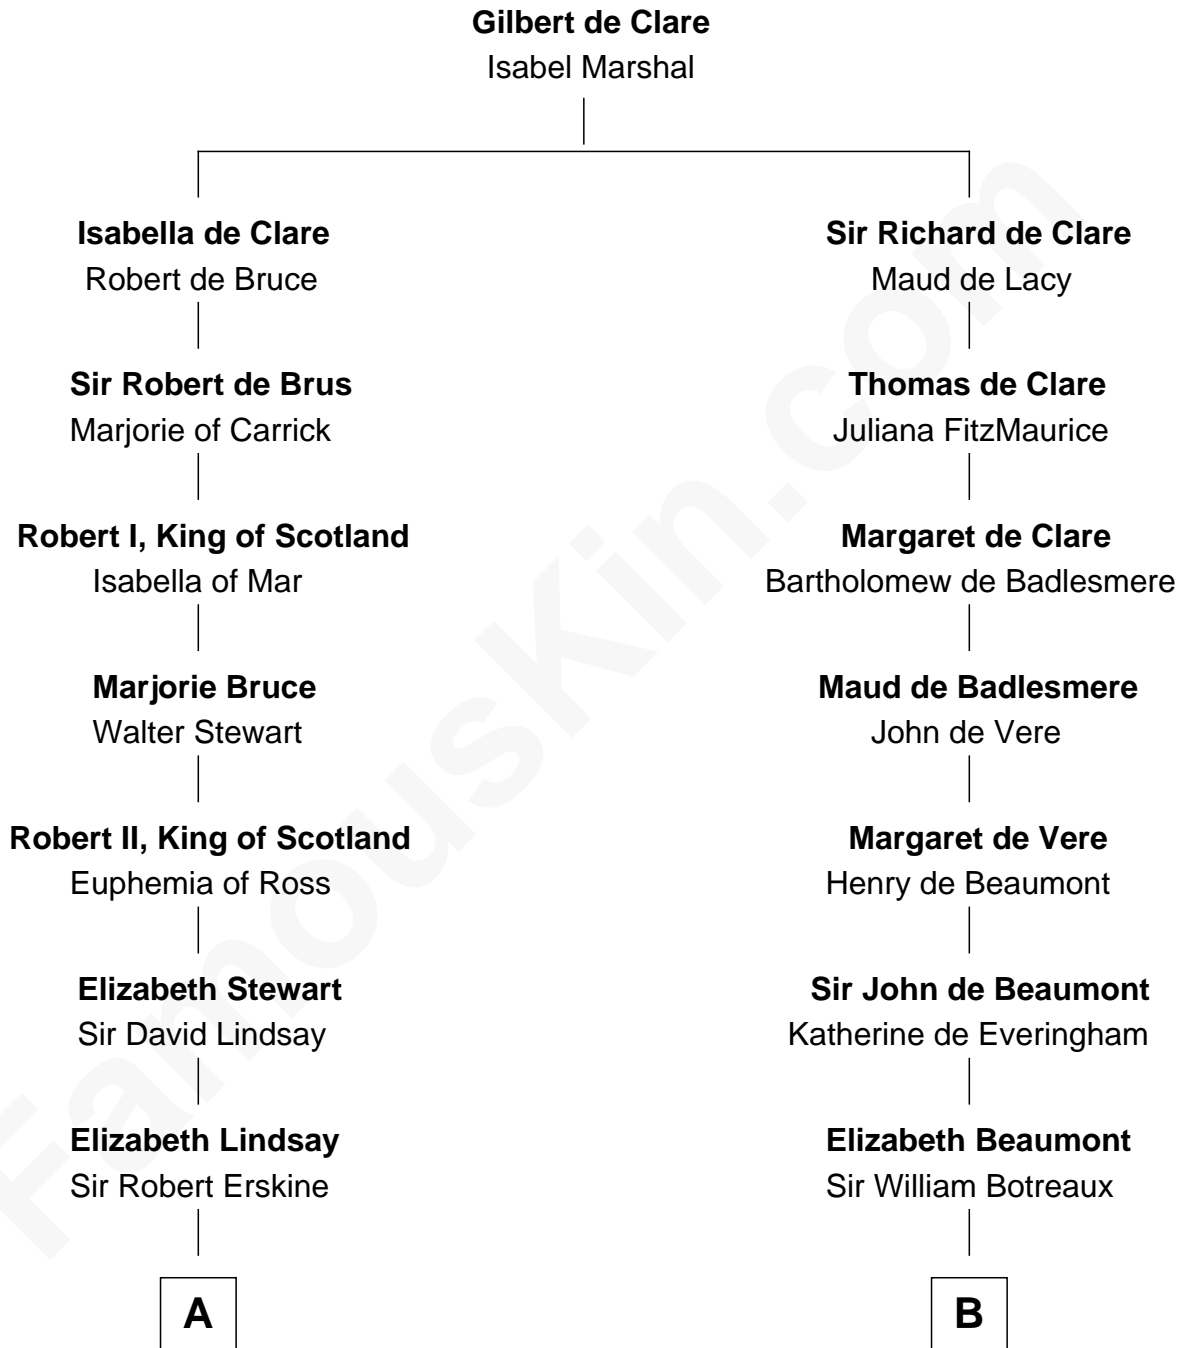 Gilbert de Clare
Isabel Marshal
Isabella de Clare
Robert de Bruce
Sir Richard de Clare
Maud de Lacy
Sir Robert de Brus
Marjorie of Carrick
Thomas de Clare
Juliana FitzMaurice
Robert I, King of Scotland
Isabella of Mar
Margaret de Clare
Bartholomew de Badlesmere
Marjorie Bruce
Walter Stewart
Maud de Badlesmere
John de Vere
Robert II, King of Scotland
Euphemia of Ross
Margaret de Vere
Henry de Beaumont
Elizabeth Stewart
Sir David Lindsay
Sir John de Beaumont
Katherine de Everingham
Elizabeth Lindsay
Sir Robert Erskine
Elizabeth Beaumont
Sir William Botreaux
A
B
FamousKin.com